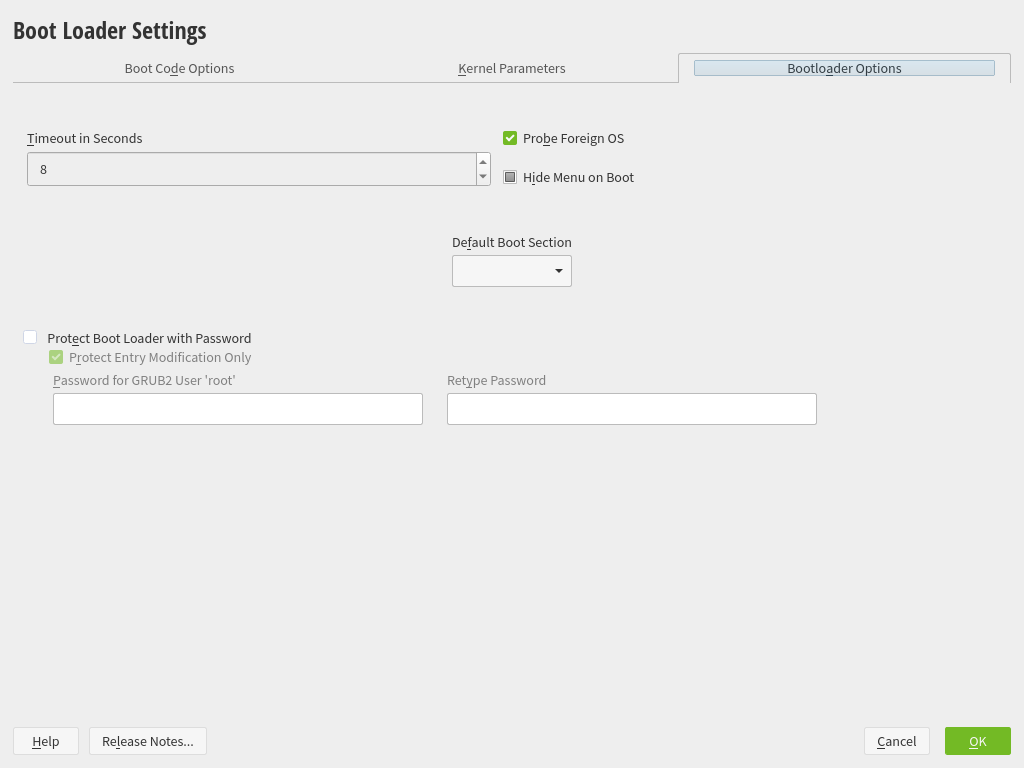 Boot Loader Settings
Boot Code Options
Kernel Parameters
Bootloader Options
Timeout in Seconds
Probe Foreign OS
8
Hide Menu on Boot
Default Boot Section
Protect Boot Loader with Password
Protect Entry Modification Only
Password for GRUB2 User 'root'
Retype Password
Help
Release Notes...
Cancel
OK